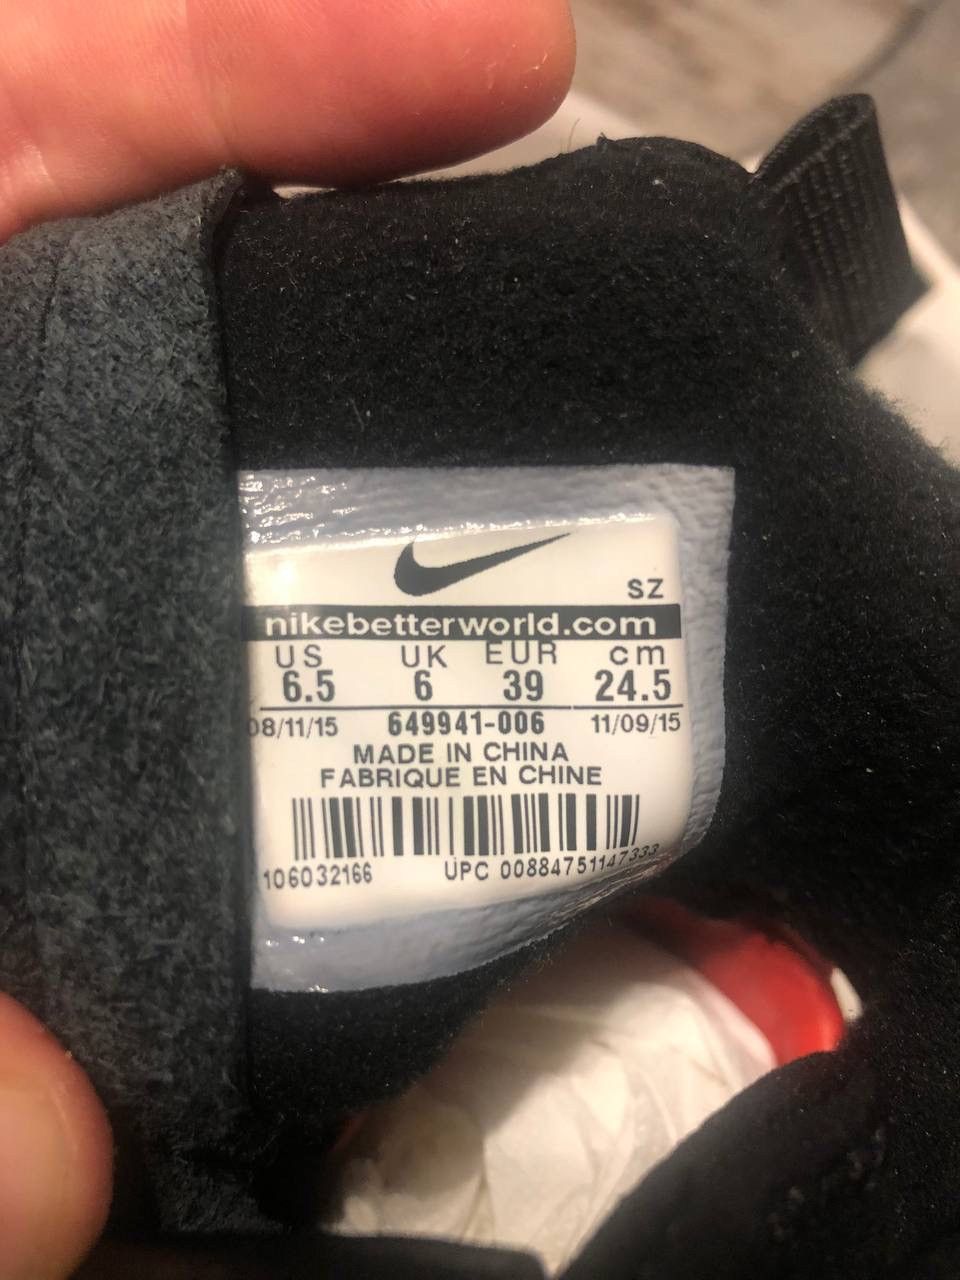 SZ
nikebetterworld.com
US UK EUR cm
6.5 6 39 24.5
08/11/15 649941-006 11/09/15
MADE IN CHINA
FABRIQUE EN CHINE
106032166 UPC 00884751147333